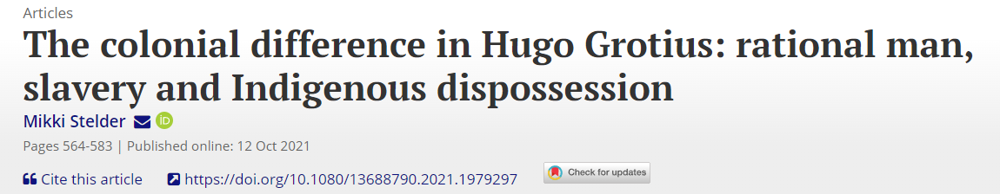 Articles
The colonial difference in Hugo Grotius: rational man,
slavery and Indigenous dispossession
Mikki Stelder iD
Pages 564-583 | Published online: 12 Oct 2021
Cite this article https://doi.org/10.1080/13688790.2021.1979297 Check for updates